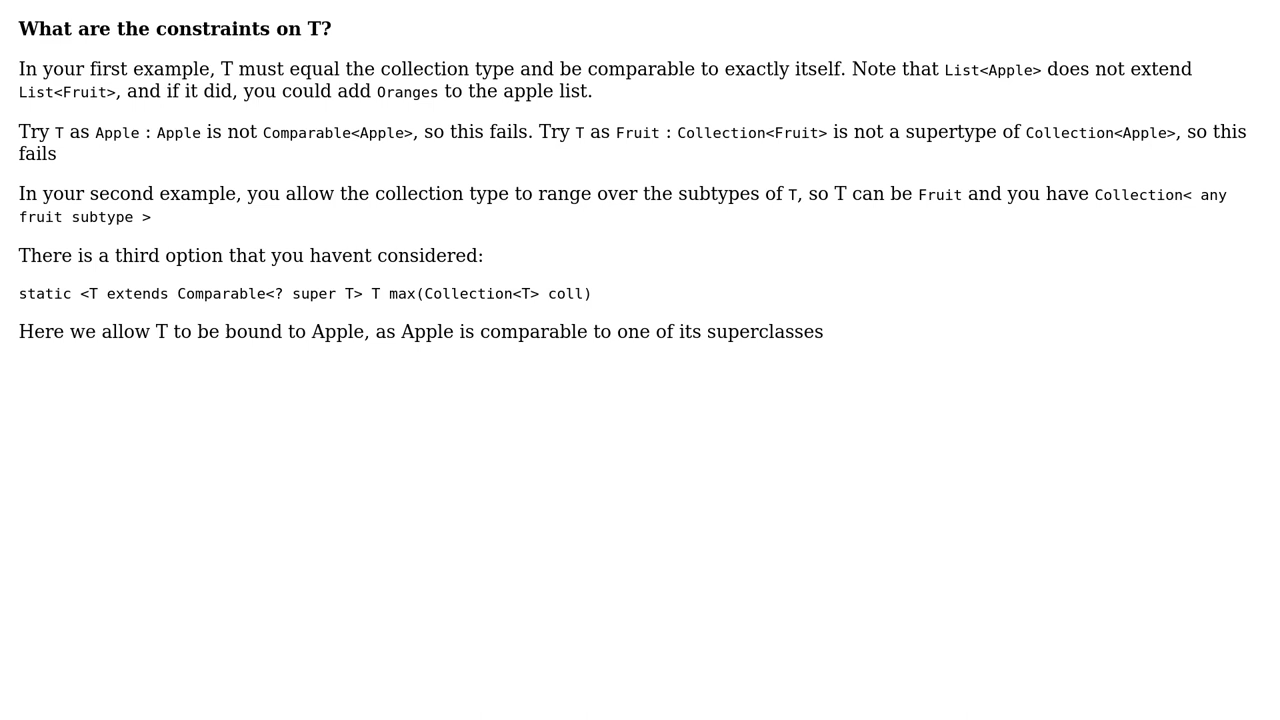 What are the constraints on T?
In your first example, T must equal the collection type and be comparable to exactly itself. Note that List<Apple> does not extend
List<Fruit>, and if it did, you could add Oranges to the apple list.
Try T as Apple : Apple is not Comparable<Apple>, so this fails. Try T as Fruit : Collection<Fruit> is not a supertype of Collection<Apple>, so this
fails
In your second example, you allow the collection type to range over the subtypes of T, so T can be Fruit and you have Collection< any
fruit subtype >
There is a third option that you havent considered:
static <T extends Comparable<? super T> T max(Collection<T> coll)
Here we allow T to be bound to Apple, as Apple is comparable to one of its superclasses